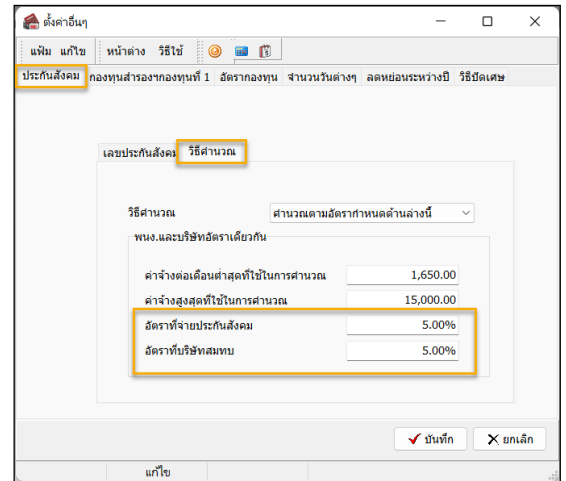 ตั้งค่าอื่นๆ
แฟ้ม แก้ไข หน้าต่าง วิธีใช้
ประกันสังคม กองทุนสำรองฯกองทุนที่ 1 อัตรากองทุน จำนวนวันต่างๆ ลดหย่อนระหว่างปี วิธีปัดเศษ
เลขประกันสังคม วิธีคำนวณ
วิธีคำนวณ คำนวณตามอัตรากำหนดด้านล่างนี้
พนง.และบริษัทอัตราเดียวกัน
ค่าจ้างต่อเดือนต่ำสุดที่ใช้ในการคำนวณ 1,650.00
ค่าจ้างสูงสุดที่ใช้ในการคำนวณ 15,000.00
อัตราที่จ่ายประกันสังคม 5.00%
อัตราที่บริษัทสมทบ 5.00%
บันทึก ยกเลิก
แก้ไข